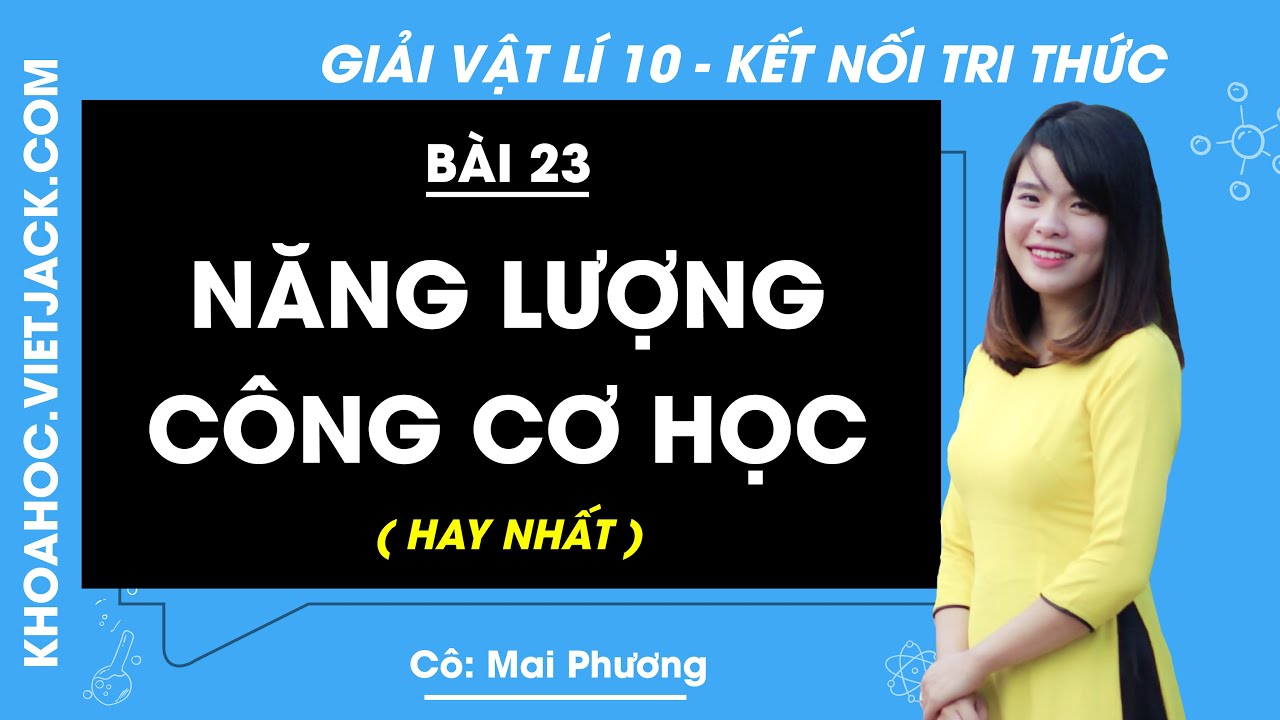 GIẢI VẬT LÍ 10 - KẾT NỐI TRI THỨC
KHOAHOC.VIETJACK.COM
BÀI 23
NĂNG LƯỢNG
CÔNG CƠ HỌC
( HAY NHẤT )
Cô: Mai Phương